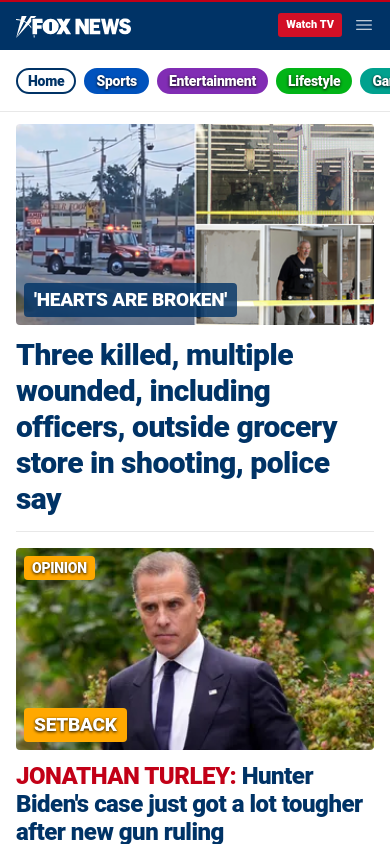 FOX NEWS
Watch TV
Home
Sports
Entertainment
Lifestyle
'HEARTS ARE BROKEN'
Three killed, multiple
wounded, including
officers, outside grocery
store in shooting, police
say
OPINION
SETBACK
JONATHAN TURLEY: Hunter
Biden's case just got a lot tougher
after new gun ruling